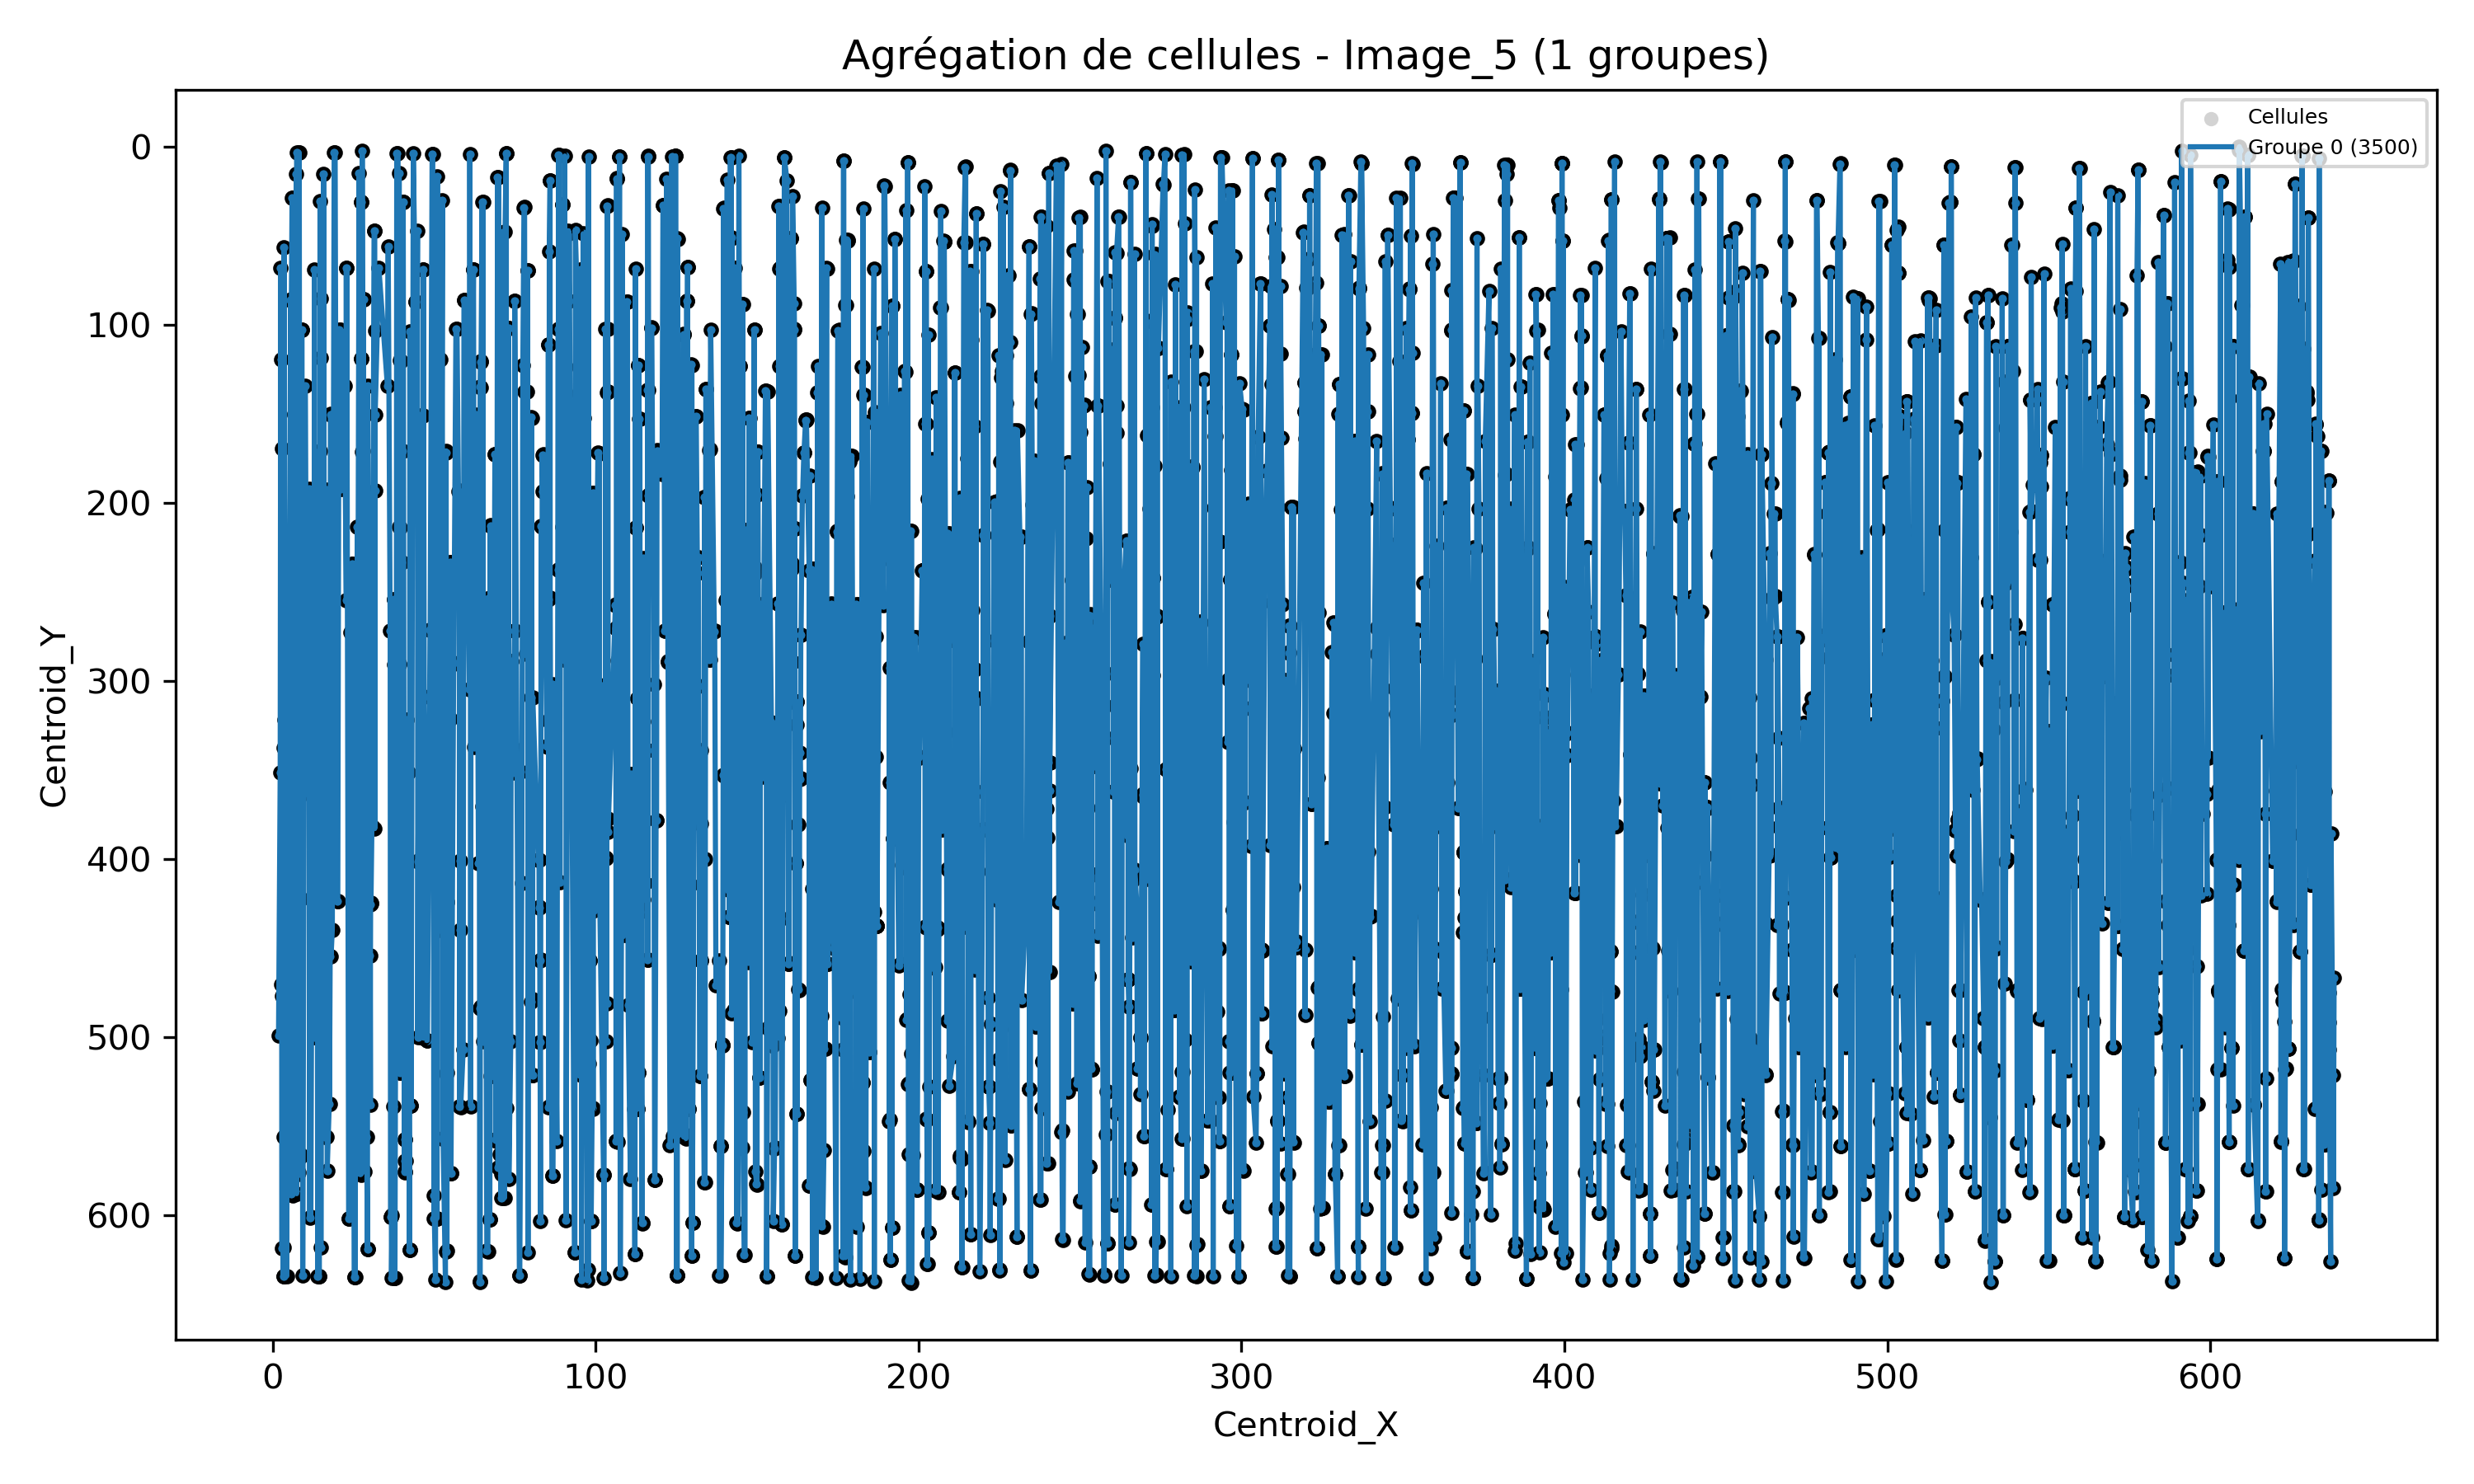 Agrégation de cellules - Image_5 (1 groupes)
Cellules
Groupe 0 (3500)
Centroid_Y
0
100
200
300
400
500
600
0 100 200 300 400 500 600
Centroid_X